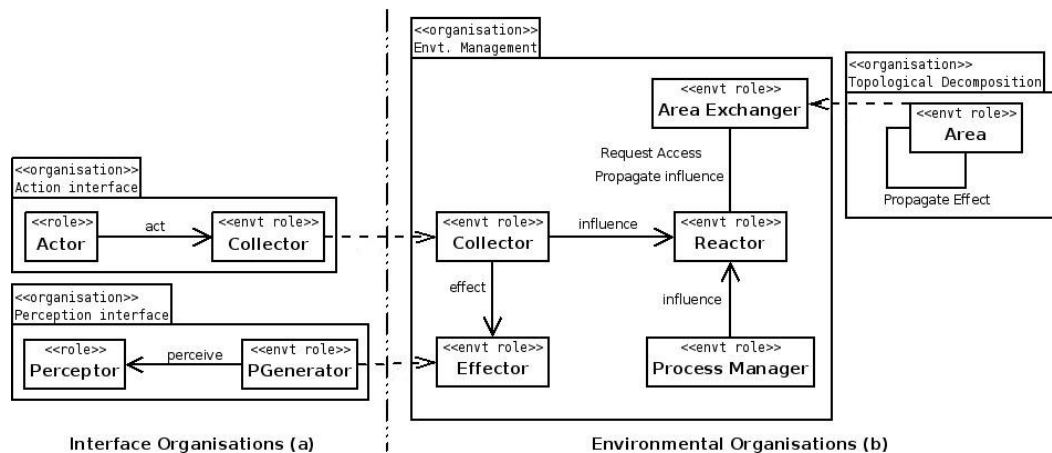 <<organisation>>
Action interface
<<role>>
Actor
act
<<envt role>>
Collector
<<organisation>>
Perception interface
<<role>>
Perceptor
perceive
<<envt role>>
PGenerator
Interface Organisations (a)
<<organisation>>
Envt. Management
<<envt role>>
Area Exchanger
Request Access
Propagate influence
<<envt role>>
Collector
influence
<<envt role>>
Reactor
effect
influence
<<envt role>>
Effector
<<envt role>>
Process Manager
<<organisation>>
Topological Decomposition
<<envt role>>
Area
Propagate Effect
Environmental Organisations (b)